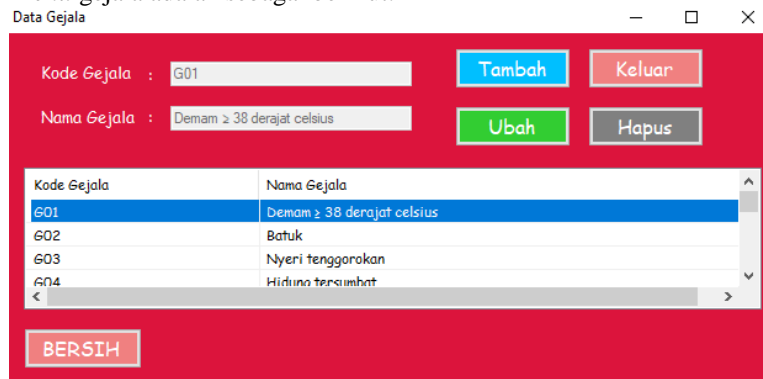 Data Gejala
Kode Gejala : G01
Tambah Keluar
Nama Gejala : Demam ≥ 38 derajat celsius
Ubah Hapus
Kode Gejala Nama Gejala
G01 Demam ≥ 38 derajat celsius
G02 Batuk
G03 Nyeri tenggorokan
G04 Hidung tersumbat
BERSIH